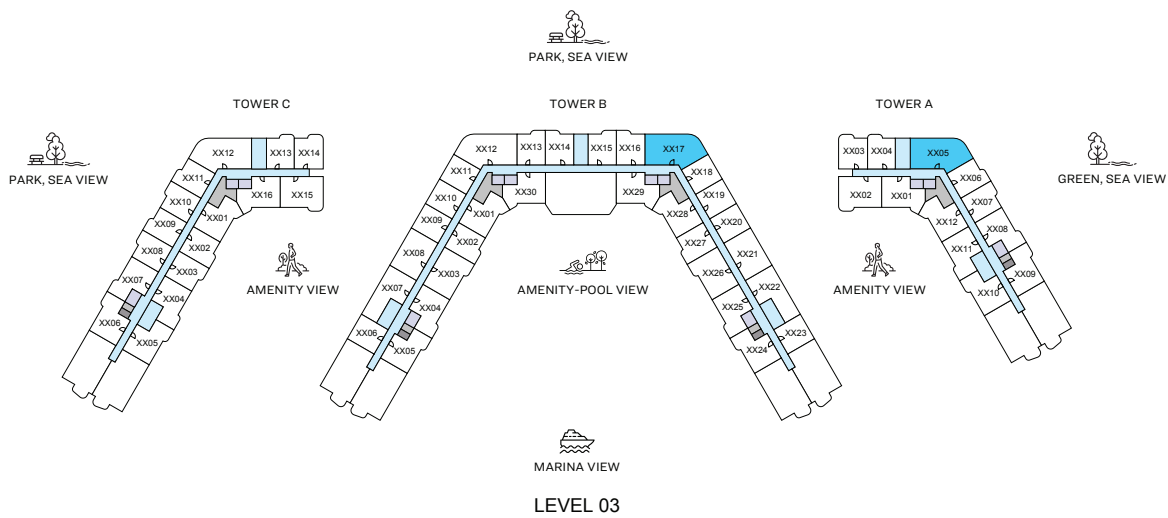 PARK, SEA VIEW
TOWER C
TOWER B
TOWER A
PARK, SEA VIEW
GREEN, SEA VIEW
XX12
XX13
XX14
XX11
XX16
XX15
XX10
XX01
XX09
XX02
XX08
XX03
XX07
XX04
XX06
XX05
XX12
XX13
XX14
XX15
XX16
XX17
XX11
XX30
XX29
XX18
XX10
XX01
XX28
XX19
XX09
XX02
XX27
XX20
XX08
XX03
XX26
XX21
XX07
XX04
XX25
XX22
XX06
XX05
XX24
XX23
XX03
XX04
XX05
XX02
XX01
XX06
XX12
XX07
XX11
XX08
XX10
XX09
AMENITY VIEW
AMENITY-POOL VIEW
AMENITY VIEW
MARINA VIEW
LEVEL 03